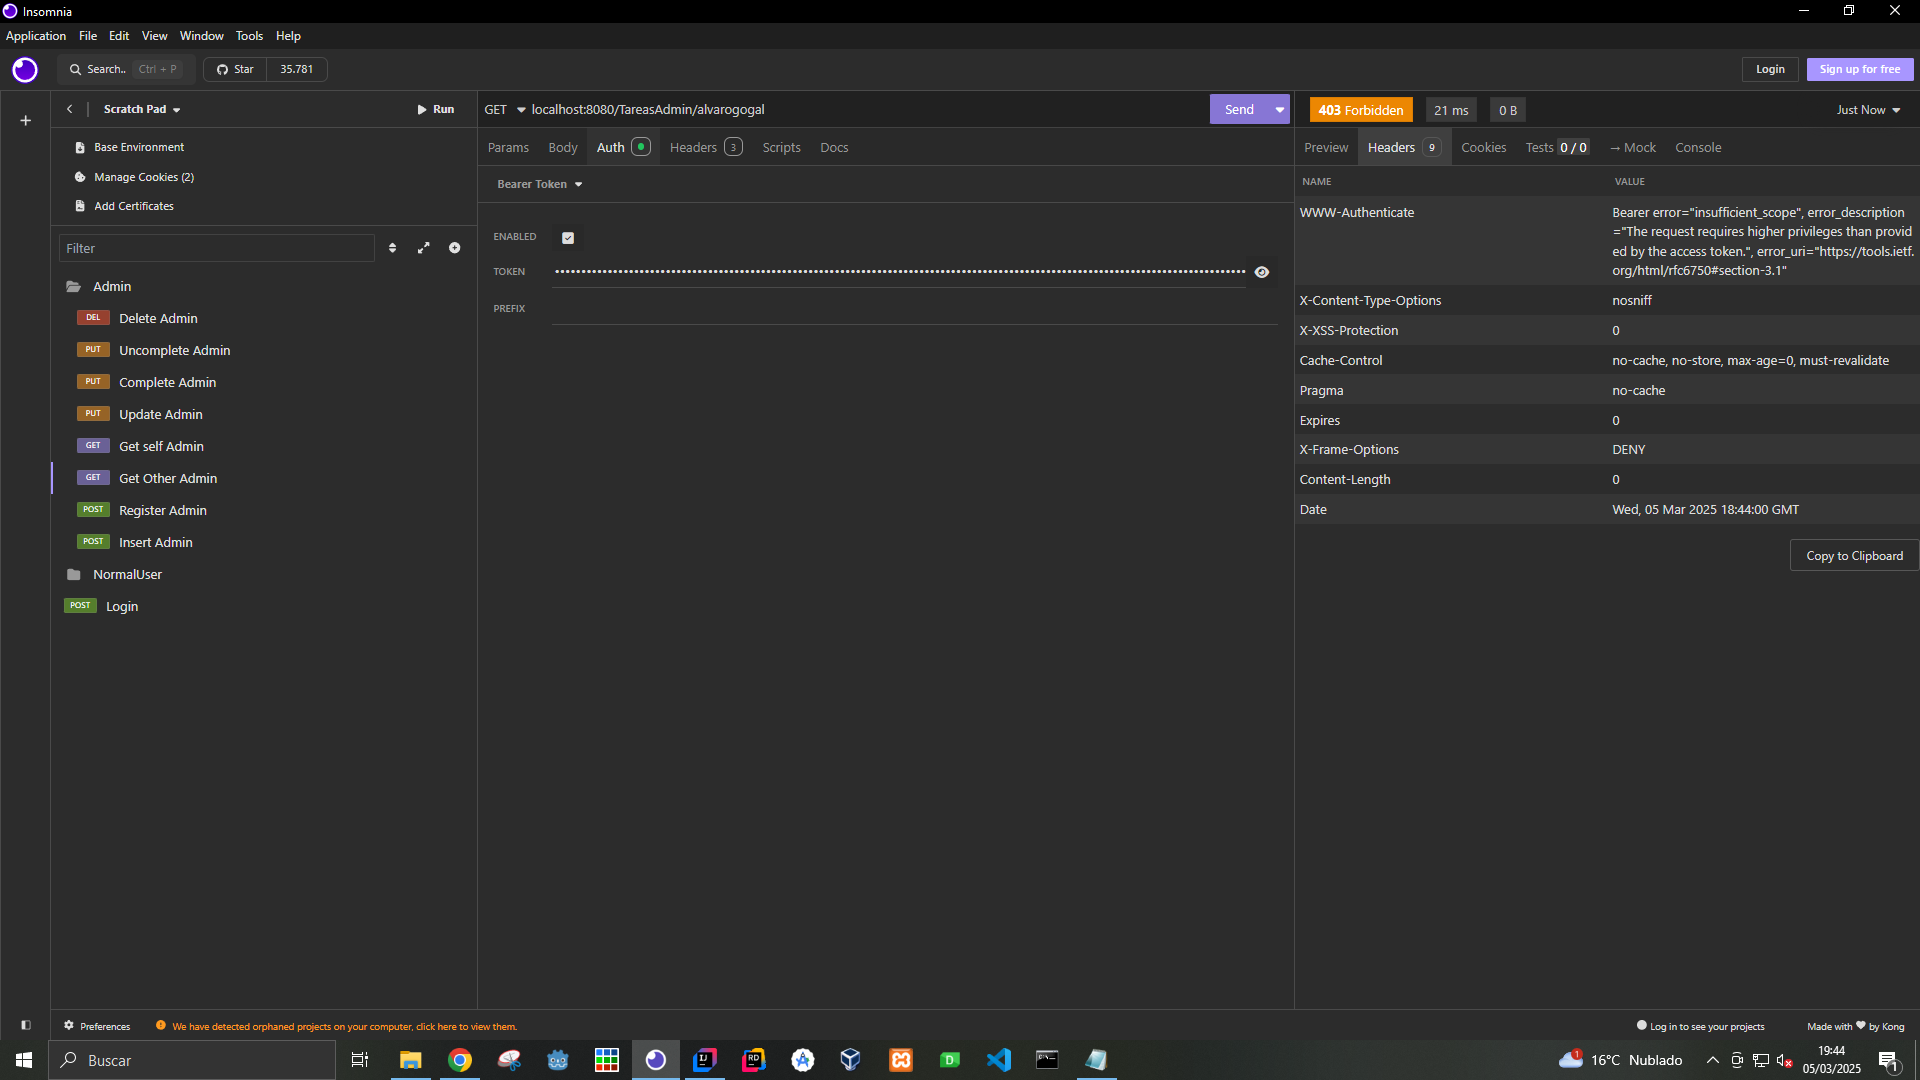 Insomnia
Application File Edit View Window Tools Help
Search.. Ctrl + P Star 35.781 Login Sign up for free
Scratch Pad Run
Base Environment
Manage Cookies (2)
Add Certificates
Filter
Admin
DEL Delete Admin
PUT Uncomplete Admin
PUT Complete Admin
PUT Update Admin
GET Get self Admin
GET Get Other Admin
POST Register Admin
POST Insert Admin
NormalUser
POST Login
GET localhost:8080/TareasAdmin/alvarogogal Send
Params Body Auth Headers 3 Scripts Docs
Bearer Token
ENABLED
TOKEN ••••••••••••••••••••••••••••••••••••••••••••••••••••••••••••••••••••••••••••••••••••••••••••••••••••••••••••••••••••••••••••••••••••
PREFIX
403 Forbidden 21 ms 0 B Just Now
Preview Headers 9 Cookies Tests 0 / 0 → Mock Console
NAME VALUE
WWW-Authenticate Bearer error="insufficient_scope", error_description
="The request requires higher privileges than provid
ed by the access token.", error_uri="https://tools.ietf.
org/html/rfc6750#section-3.1"
X-Content-Type-Options nosniff
X-XSS-Protection 0
Cache-Control no-cache, no-store, max-age=0, must-revalidate
Pragma no-cache
Expires 0
X-Frame-Options DENY
Content-Length 0
Date Wed, 05 Mar 2025 18:44:00 GMT
Copy to Clipboard
Preferences We have detected orphaned projects on your computer, click here to view them. Log in to see your projects Made with ♥ by Kong
Buscar IJ RD D 1 16°C Nublado 19:44
05/03/2025 1